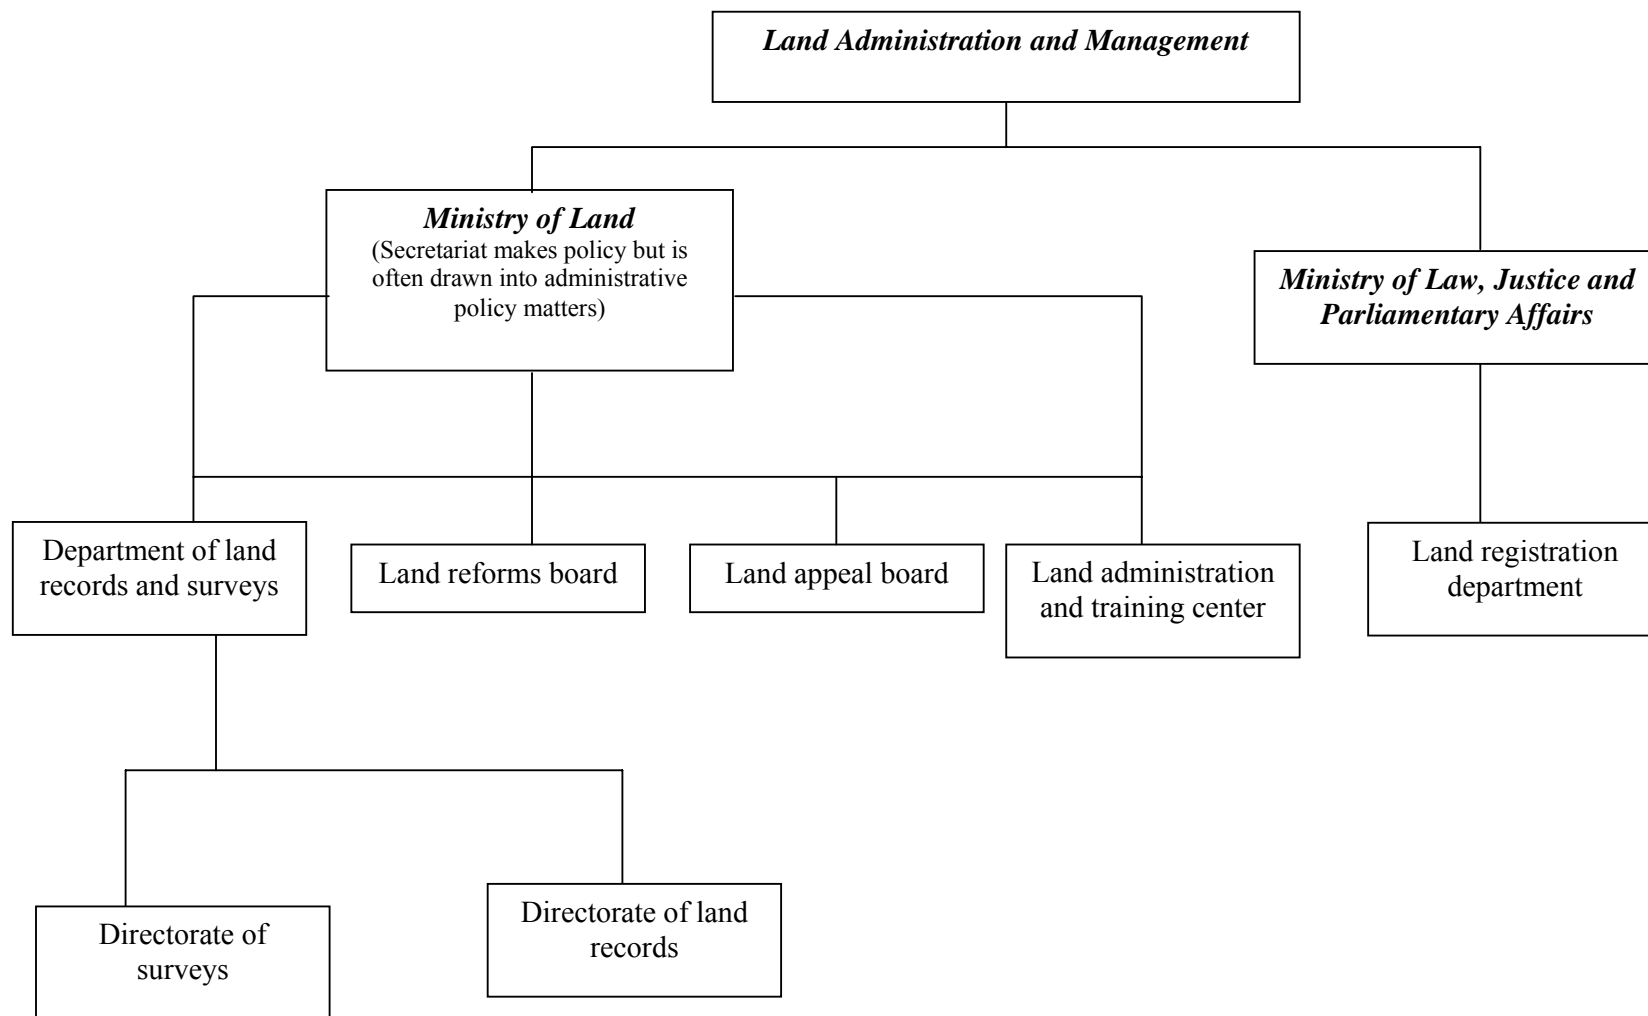 Land Administration and Management
Ministry of Land
(Secretariat makes policy but is
often drawn into administrative
policy matters)
Ministry of Law, Justice and
Parliamentary Affairs
Department of land
records and surveys
Land reforms board
Land appeal board
Land administration
and training center
Land registration
department
Directorate of
surveys
Directorate of land
records